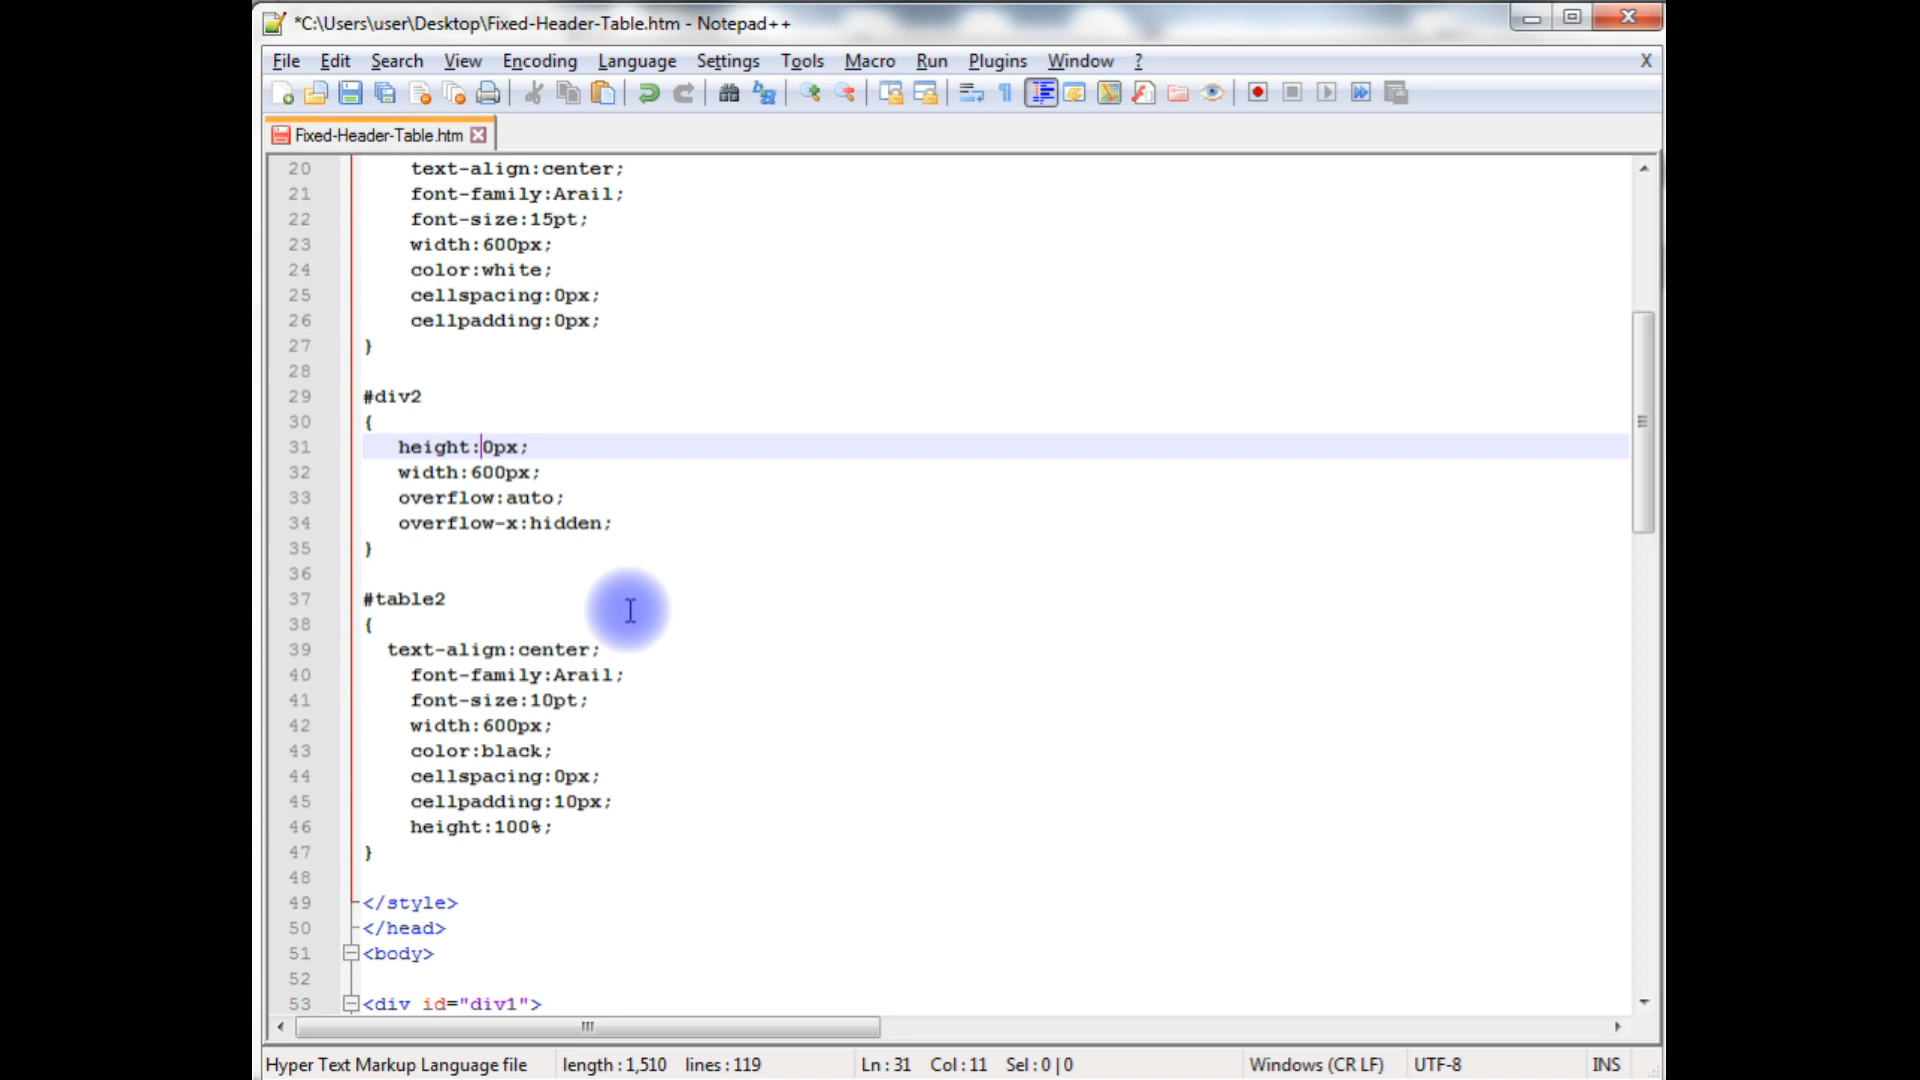 *C:\Users\user\Desktop\Fixed-Header-Table.htm - Notepad++
File Edit Search View Encoding Language Settings Tools Macro Run Plugins Window ? X
Fixed-Header-Table.htm
20 text-align:center;
21 font-family:Arail;
22 font-size:15pt;
23 width:600px;
24 color:white;
25 cellspacing:0px;
26 cellpadding:0px;
27 }
28
29 #div2
30 {
31 height:0px;
32 width:600px;
33 overflow:auto;
34 overflow-x:hidden;
35 }
36
37 #table2
38 {
39 text-align:center;
40 font-family:Arail;
41 font-size:10pt;
42 width:600px;
43 color:black;
44 cellspacing:0px;
45 cellpadding:10px;
46 height:100%;
47 }
48
49 </style>
50 </head>
51 <body>
52
53 <div id="div1">
Hyper Text Markup Language file length : 1,510 lines : 119 Ln : 31 Col : 11 Sel : 0 | 0 Windows (CR LF) UTF-8 INS